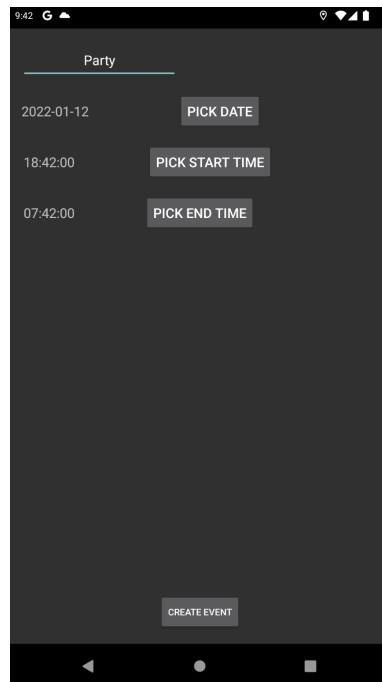 9:42 G
Party
2022-01-12 PICK DATE
18:42:00 PICK START TIME
07:42:00 PICK END TIME
CREATE EVENT